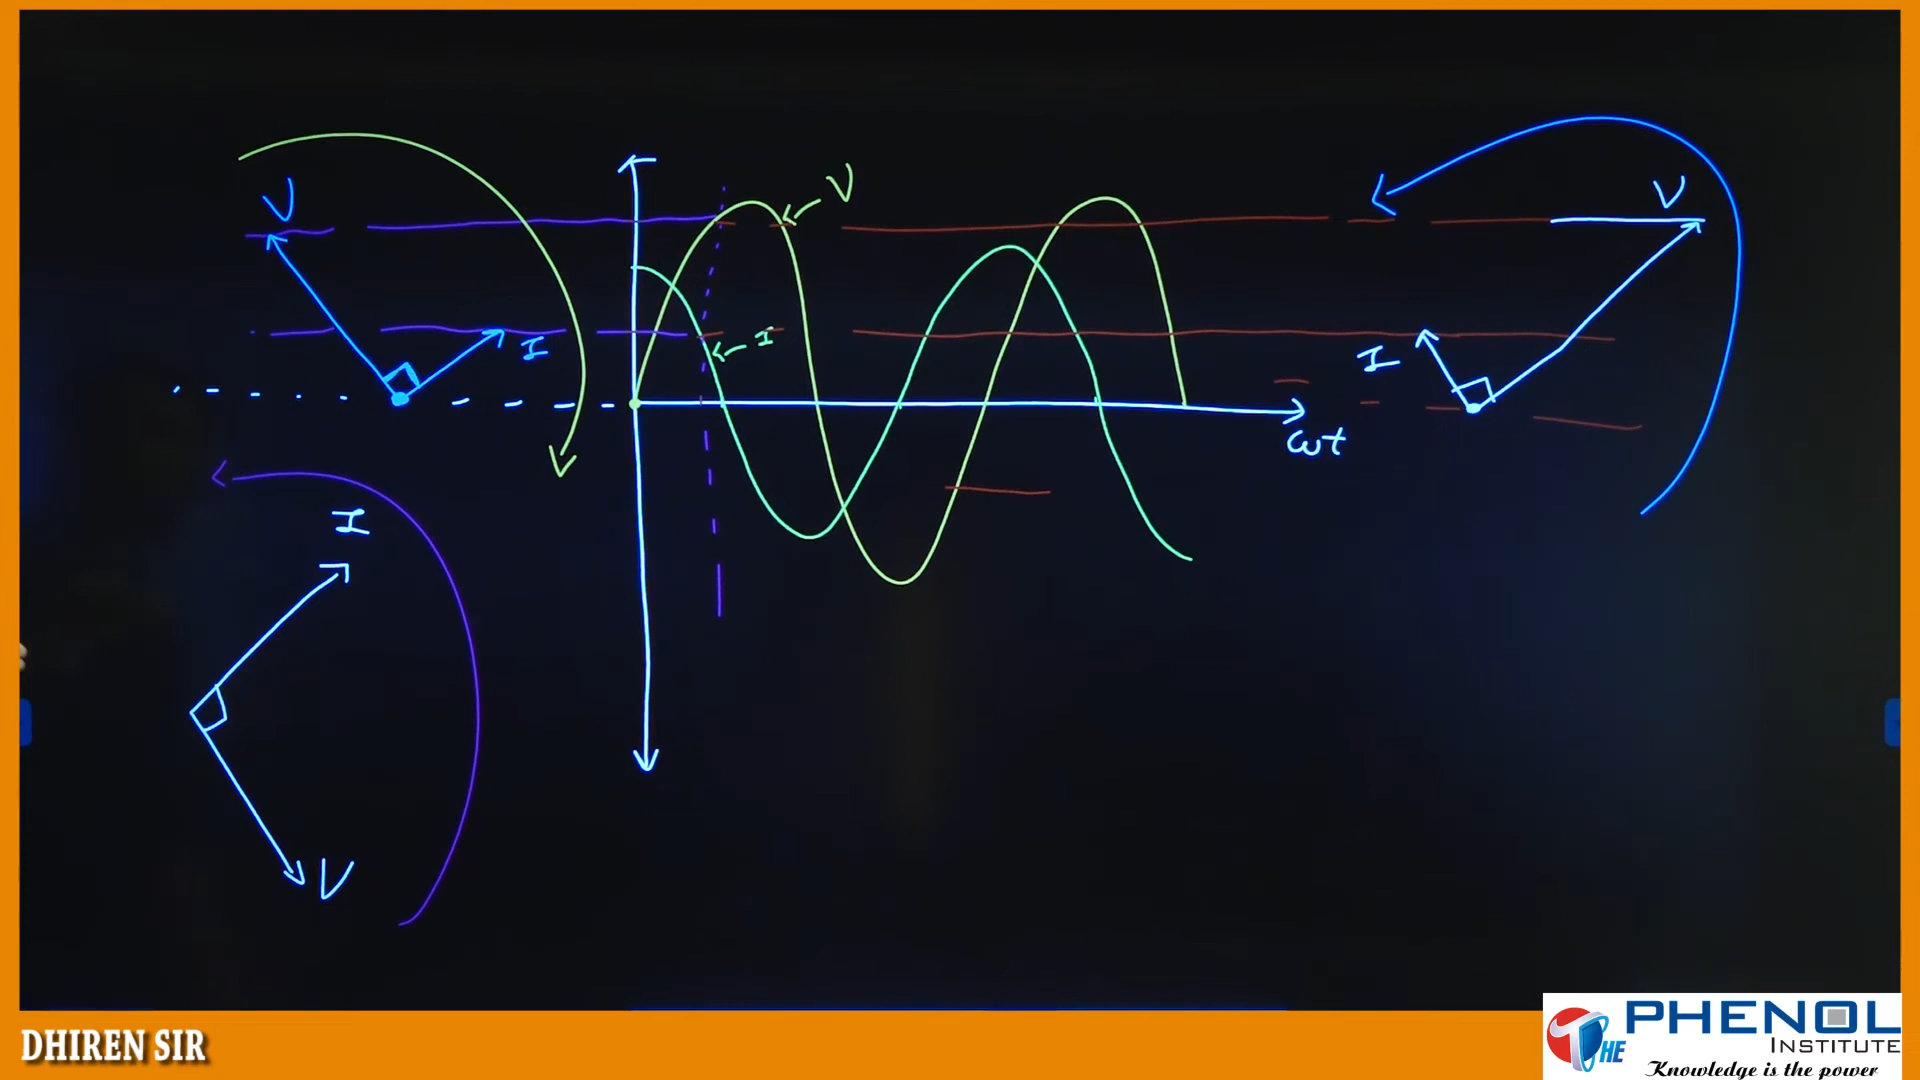 V
V
V
I
I
I
ωt
I
V
DHIREN SIR
THE PHENOL
INSTITUTE
Knowledge is the power